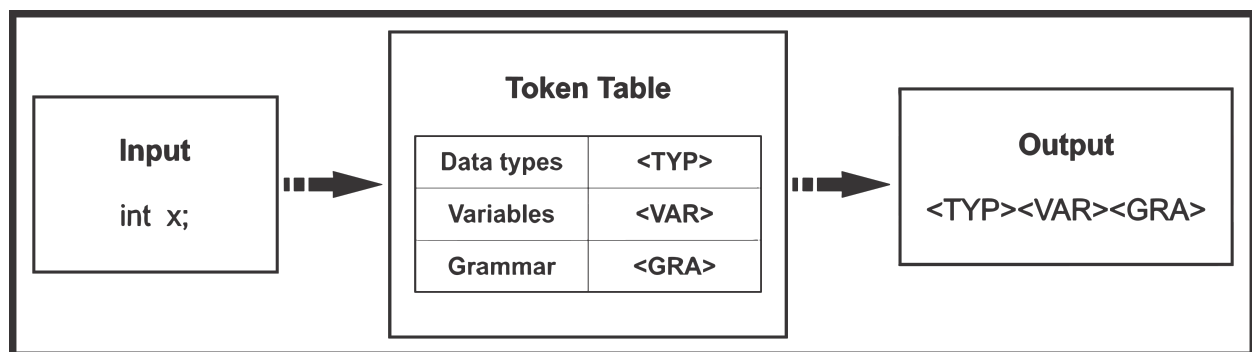 Input
int x;
Token Table
Data types <TYP>
Variables <VAR>
Grammar <GRA>
Output
<TYP><VAR><GRA>